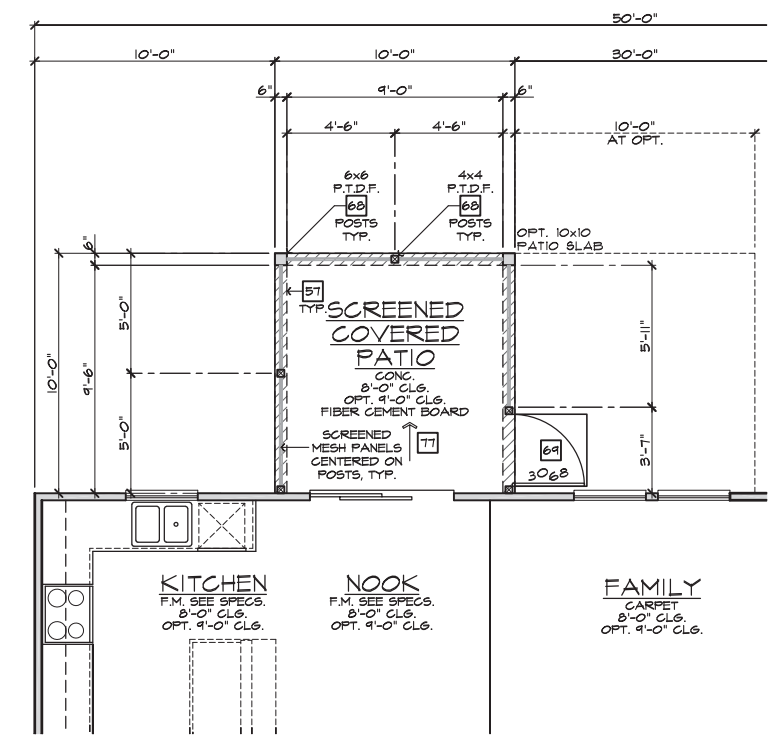 50'-0"
10'-0" 10'-0" 30'-0"
6" 9'-0" 6"
4'-6" 4'-6" 10'-0"
AT OPT.
6x6 4x4
P.T.D.F. P.T.D.F.
68 68
POSTS POSTS
TYP. TYP.
OPT. 10x10
PATIO SLAB
6"
5'-0"
10'-0"
9'-6"
5'-0"
57
TYP.
SCREENED
COVERED
PATIO
CONC.
8'-0" CLG.
OPT. 9'-0" CLG.
FIBER CEMENT BOARD
SCREENED
MESH PANELS
CENTERED ON
POSTS, TYP.
77
5'-11"
3'-7"
69
3068
KITCHEN
F.M. SEE SPECS.
8'-0" CLG.
OPT. 9'-0" CLG.
NOOK
F.M. SEE SPECS.
8'-0" CLG.
OPT. 9'-0" CLG.
FAMILY
CARPET
8'-0" CLG.
OPT. 9'-0" CLG.